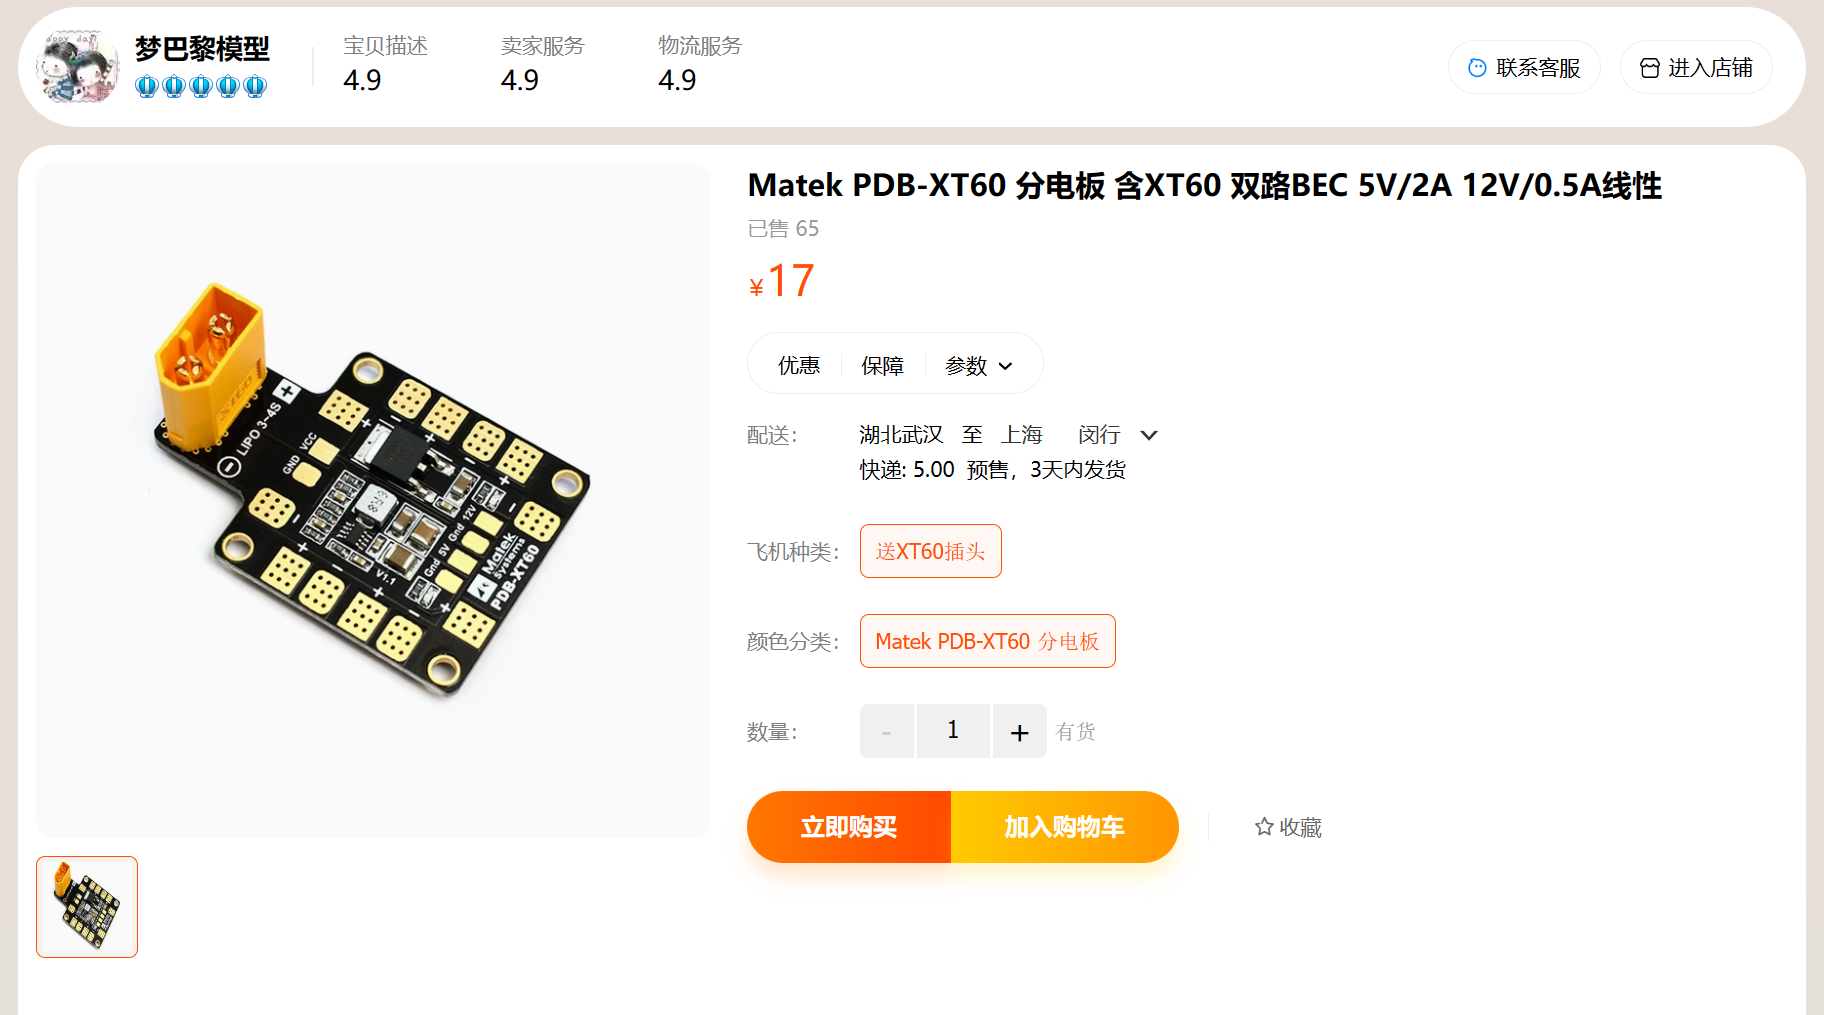 梦巴黎模型
宝贝描述
4.9
卖家服务
4.9
物流服务
4.9
联系客服
进入店铺
Matek PDB-XT60 分电板 含XT60 双路BEC 5V/2A 12V/0.5A线性
已售 65
¥17
优惠
保障
参数
配送:
湖北武汉 至 上海 闵行
快递: 5.00 预售，3天内发货
飞机种类:
送XT60插头
颜色分类:
Matek PDB-XT60 分电板
数量:
- 1 + 有货
立即购买
加入购物车
收藏
XT60
LIPO 3~4S
VCC
GND
12V
Gnd
5V
Gnd
V1.1
Matek
Systems
PDB-XT60